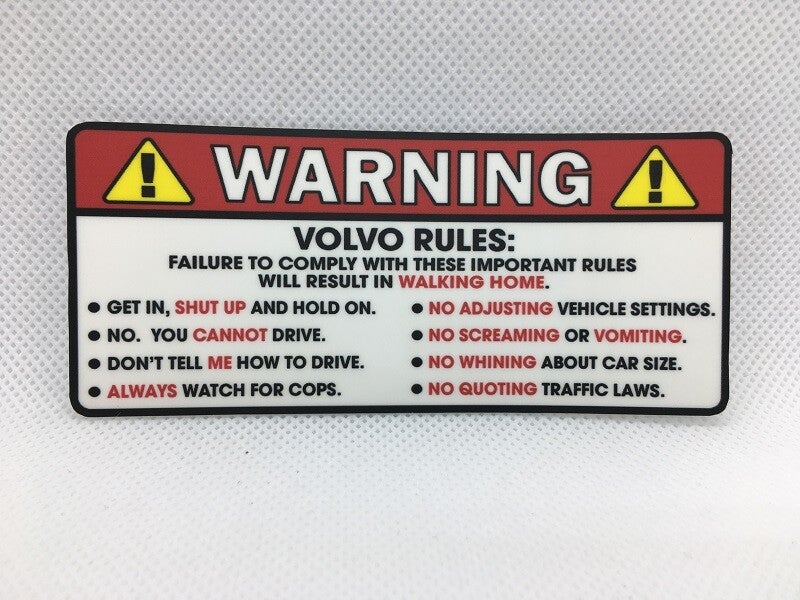 WARNING
VOLVO RULES:
FAILURE TO COMPLY WITH THESE IMPORTANT RULES
WILL RESULT IN WALKING HOME.
• GET IN, SHUT UP AND HOLD ON.
• NO. YOU CANNOT DRIVE.
• DON'T TELL ME HOW TO DRIVE.
• ALWAYS WATCH FOR COPS.
• NO ADJUSTING VEHICLE SETTINGS.
• NO SCREAMING OR VOMITING.
• NO WHINING ABOUT CAR SIZE.
• NO QUOTING TRAFFIC LAWS.